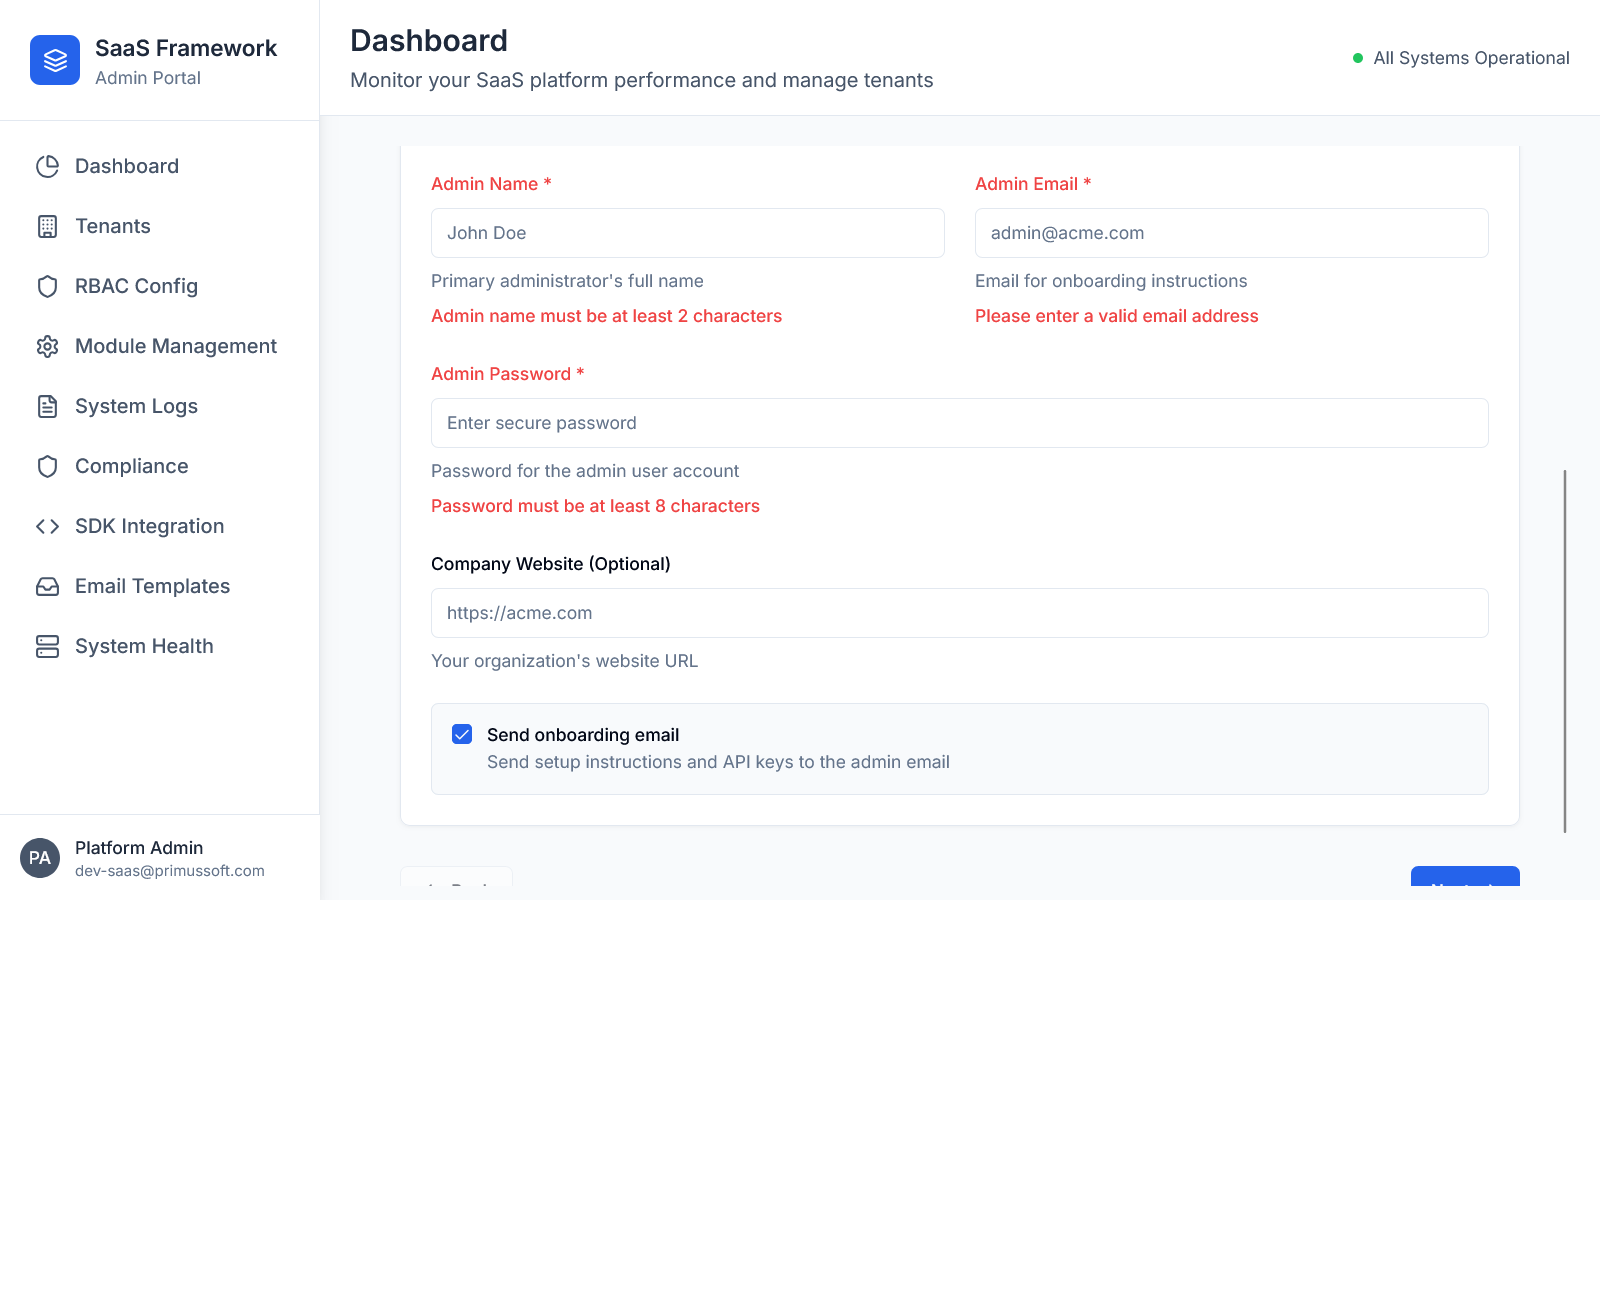 SaaS Framework
Admin Portal
Dashboard
Tenants
RBAC Config
Module Management
System Logs
Compliance
SDK Integration
Email Templates
System Health
PA
Platform Admin
dev-saas@primussoft.com
Dashboard
Monitor your SaaS platform performance and manage tenants
All Systems Operational
Admin Name *
John Doe
Primary administrator's full name
Admin name must be at least 2 characters
Admin Email *
admin@acme.com
Email for onboarding instructions
Please enter a valid email address
Admin Password *
Enter secure password
Password for the admin user account
Password must be at least 8 characters
Company Website (Optional)
https://acme.com
Your organization's website URL
Send onboarding email
Send setup instructions and API keys to the admin email